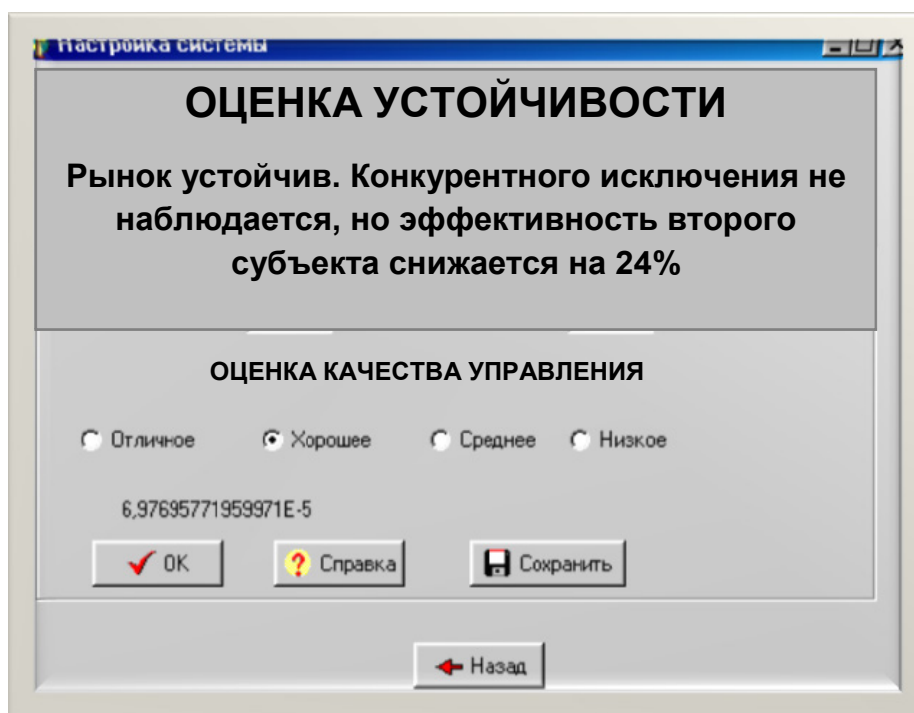 Настройка системы
ОЦЕНКА УСТОЙЧИВОСТИ
Рынок устойчив. Конкурентного исключения не
наблюдается, но эффективность второго
субъекта снижается на 24%
ОЦЕНКА КАЧЕСТВА УПРАВЛЕНИЯ
Отличное Хорошее Среднее Низкое
6,97695771959971E-5
OK ? Справка Сохранить
Назад